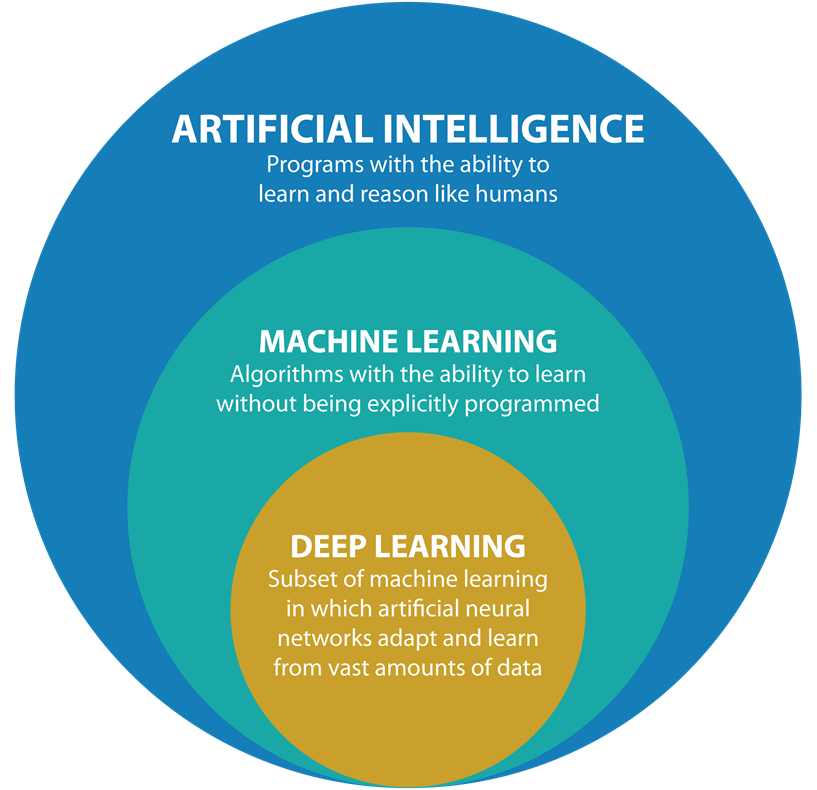 ARTIFICIAL INTELLIGENCE
Programs with the ability to
learn and reason like humans
MACHINE LEARNING
Algorithms with the ability to learn
without being explicitly programmed
DEEP LEARNING
Subset of machine learning
in which artificial neural
networks adapt and learn
from vast amounts of data